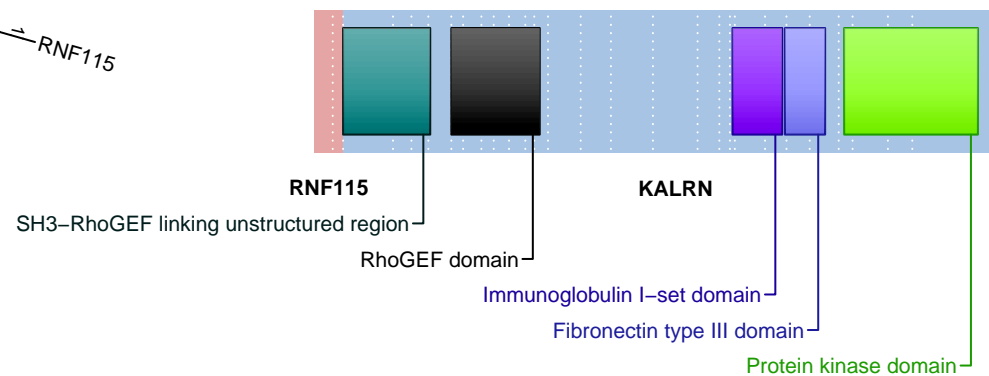 RNF115
RNF115
KALRN
SH3−RhoGEF linking unstructured region
RhoGEF domain
Immunoglobulin I−set domain
Fibronectin type III domain
Protein kinase domain